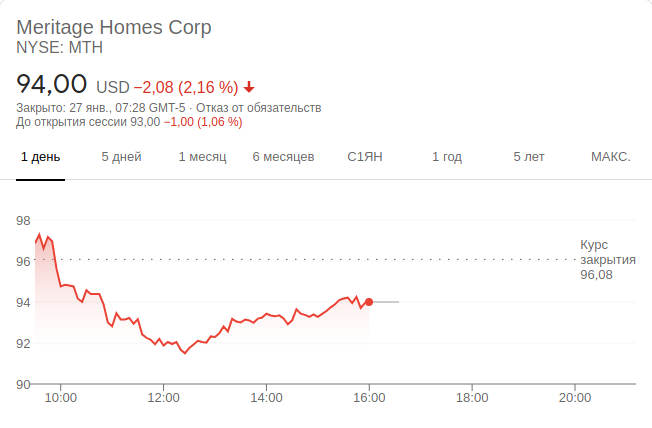 Meritage Homes Corp
NYSE: MTH
94,00 USD −2,08 (2,16 %)
Закрыто: 27 янв., 07:28 GMT-5 · Отказ от обязательств
До открытия сессии 93,00 −1,00 (1,06 %)
1 день 5 дней 1 месяц 6 месяцев С1ЯН 1 год 5 лет МАКС.
98
96
94
92
90
Курс
закрытия
96,08
10:00 12:00 14:00 16:00 18:00 20:00